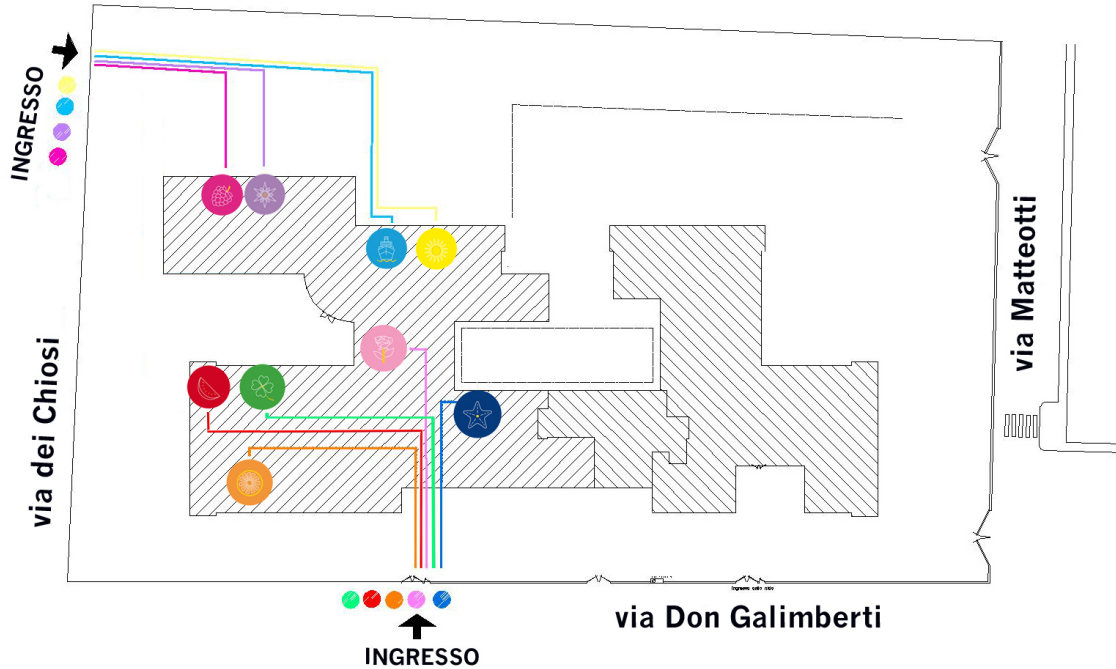 INGRESSO
via Matteotti
via dei Chiosi
via Don Galimberti
INGRESSO